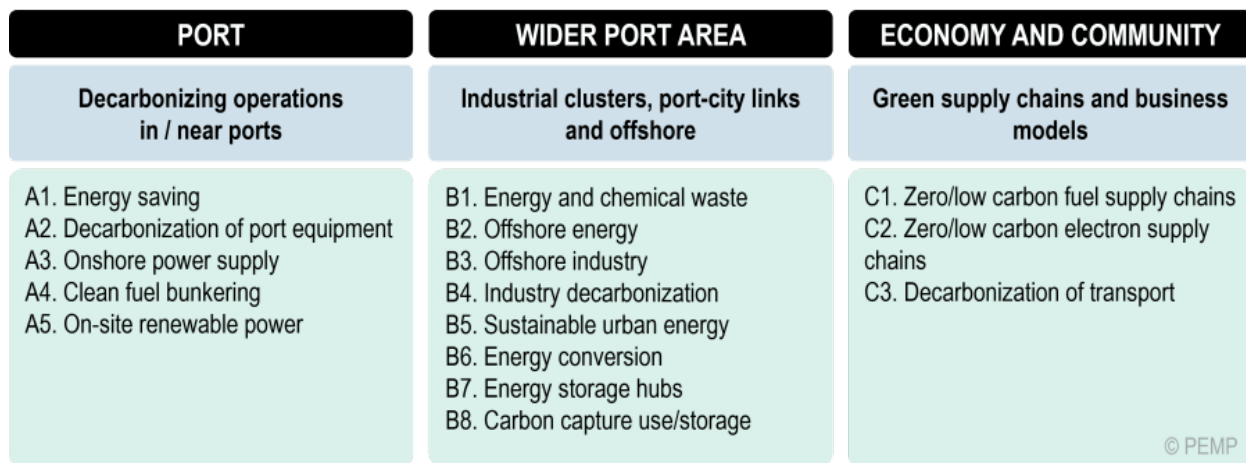 PORT
Decarbonizing operations
in / near ports
A1. Energy saving
A2. Decarbonization of port equipment
A3. Onshore power supply
A4. Clean fuel bunkering
A5. On-site renewable power
WIDER PORT AREA
Industrial clusters, port-city links
and offshore
B1. Energy and chemical waste
B2. Offshore energy
B3. Offshore industry
B4. Industry decarbonization
B5. Sustainable urban energy
B6. Energy conversion
B7. Energy storage hubs
B8. Carbon capture use/storage
ECONOMY AND COMMUNITY
Green supply chains and business
models
C1. Zero/low carbon fuel supply chains
C2. Zero/low carbon electron supply
chains
C3. Decarbonization of transport
© PEMP